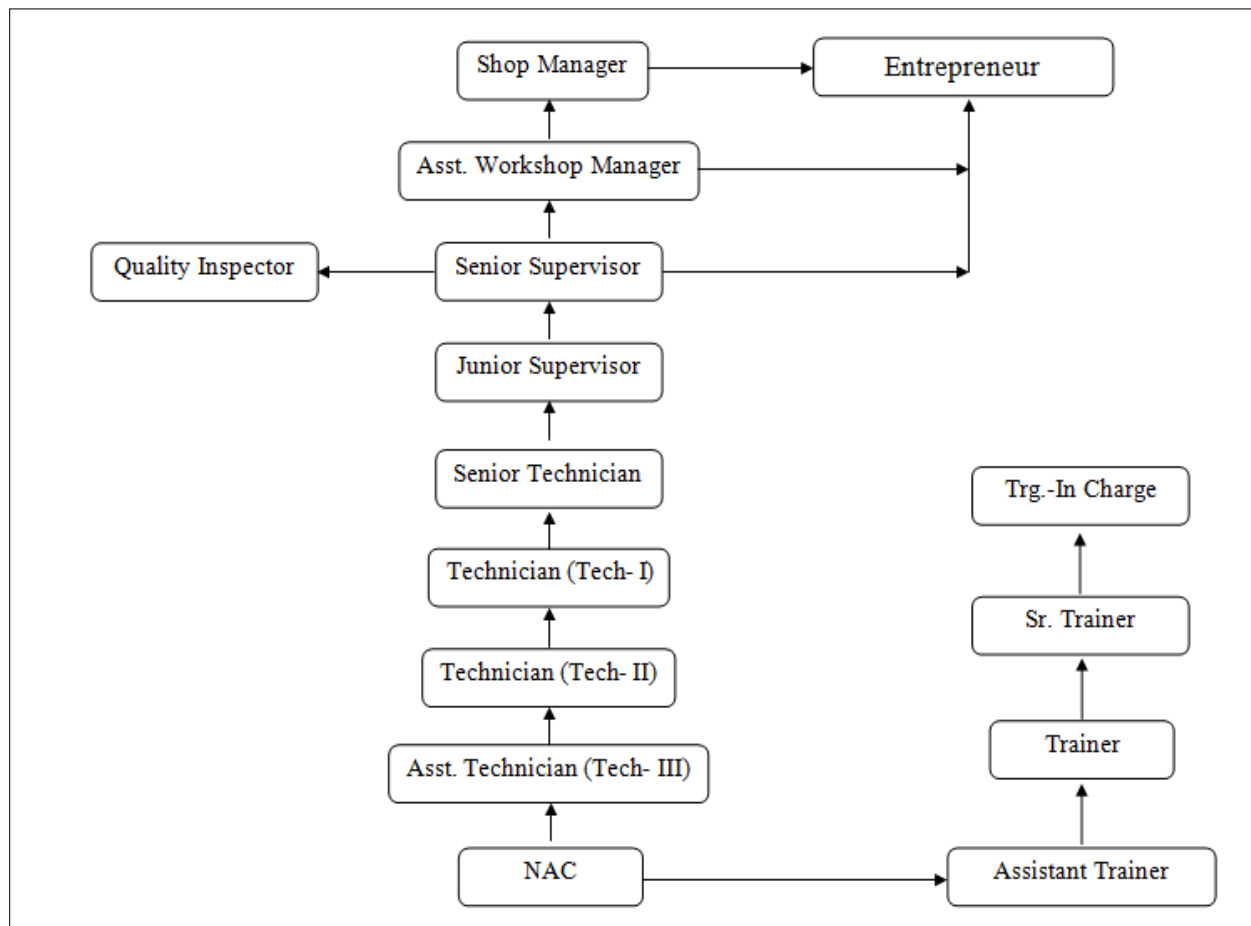 Shop Manager
Entrepreneur
Asst. Workshop Manager
Quality Inspector
Senior Supervisor
Junior Supervisor
Senior Technician
Trg.-In Charge
Technician (Tech- I)
Sr. Trainer
Technician (Tech- II)
Trainer
Asst. Technician (Tech- III)
NAC
Assistant Trainer